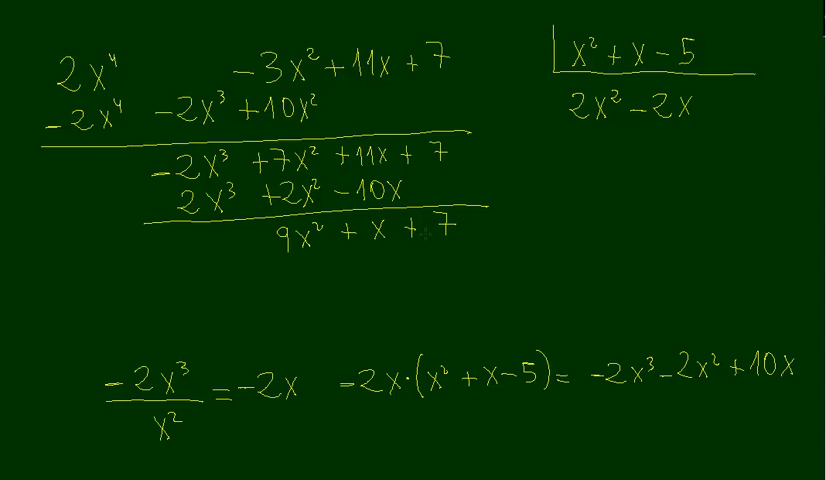 2x⁴ -3x² + 11x + 7 | x² + x - 5
-2x⁴ -2x³ + 10x² 2x² - 2x
-2x³ + 7x² + 11x + 7
2x³ + 2x² - 10x
9x² + x + 7
-2x³/x² = -2x -2x·(x² + x - 5) = -2x³ - 2x² + 10x